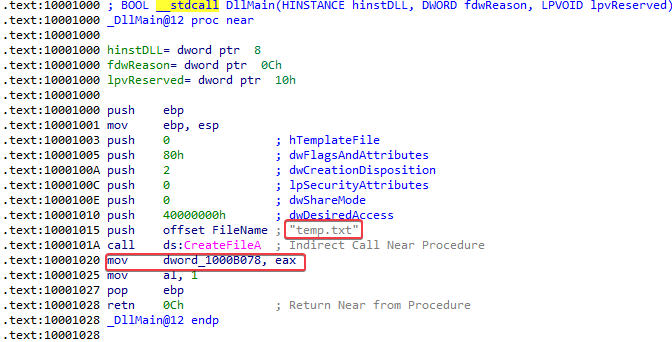 .text:10001000 ; BOOL __stdcall DllMain(HINSTANCE hinstDLL, DWORD fdwReason, LPVOID lpvReserved)
.text:10001000 _DllMain@12 proc near
.text:10001000
.text:10001000 hinstDLL= dword ptr  8
.text:10001000 fdwReason= dword ptr  0Ch
.text:10001000 lpvReserved= dword ptr  10h
.text:10001000
.text:10001000 push    ebp
.text:10001001 mov     ebp, esp
.text:10001003 push    0               ; hTemplateFile
.text:10001005 push    80h             ; dwFlagsAndAttributes
.text:1000100A push    2               ; dwCreationDisposition
.text:1000100C push    0               ; lpSecurityAttributes
.text:1000100E push    0               ; dwShareMode
.text:10001010 push    40000000h       ; dwDesiredAccess
.text:10001015 push    offset FileName ; "temp.txt"
.text:1000101A call    ds:CreateFileA  ; Indirect Call Near Procedure
.text:10001020 mov     dword_1000B078, eax
.text:10001025 mov     al, 1
.text:10001027 pop     ebp
.text:10001028 retn    0Ch             ; Return Near from Procedure
.text:10001028 _DllMain@12 endp
.text:10001028